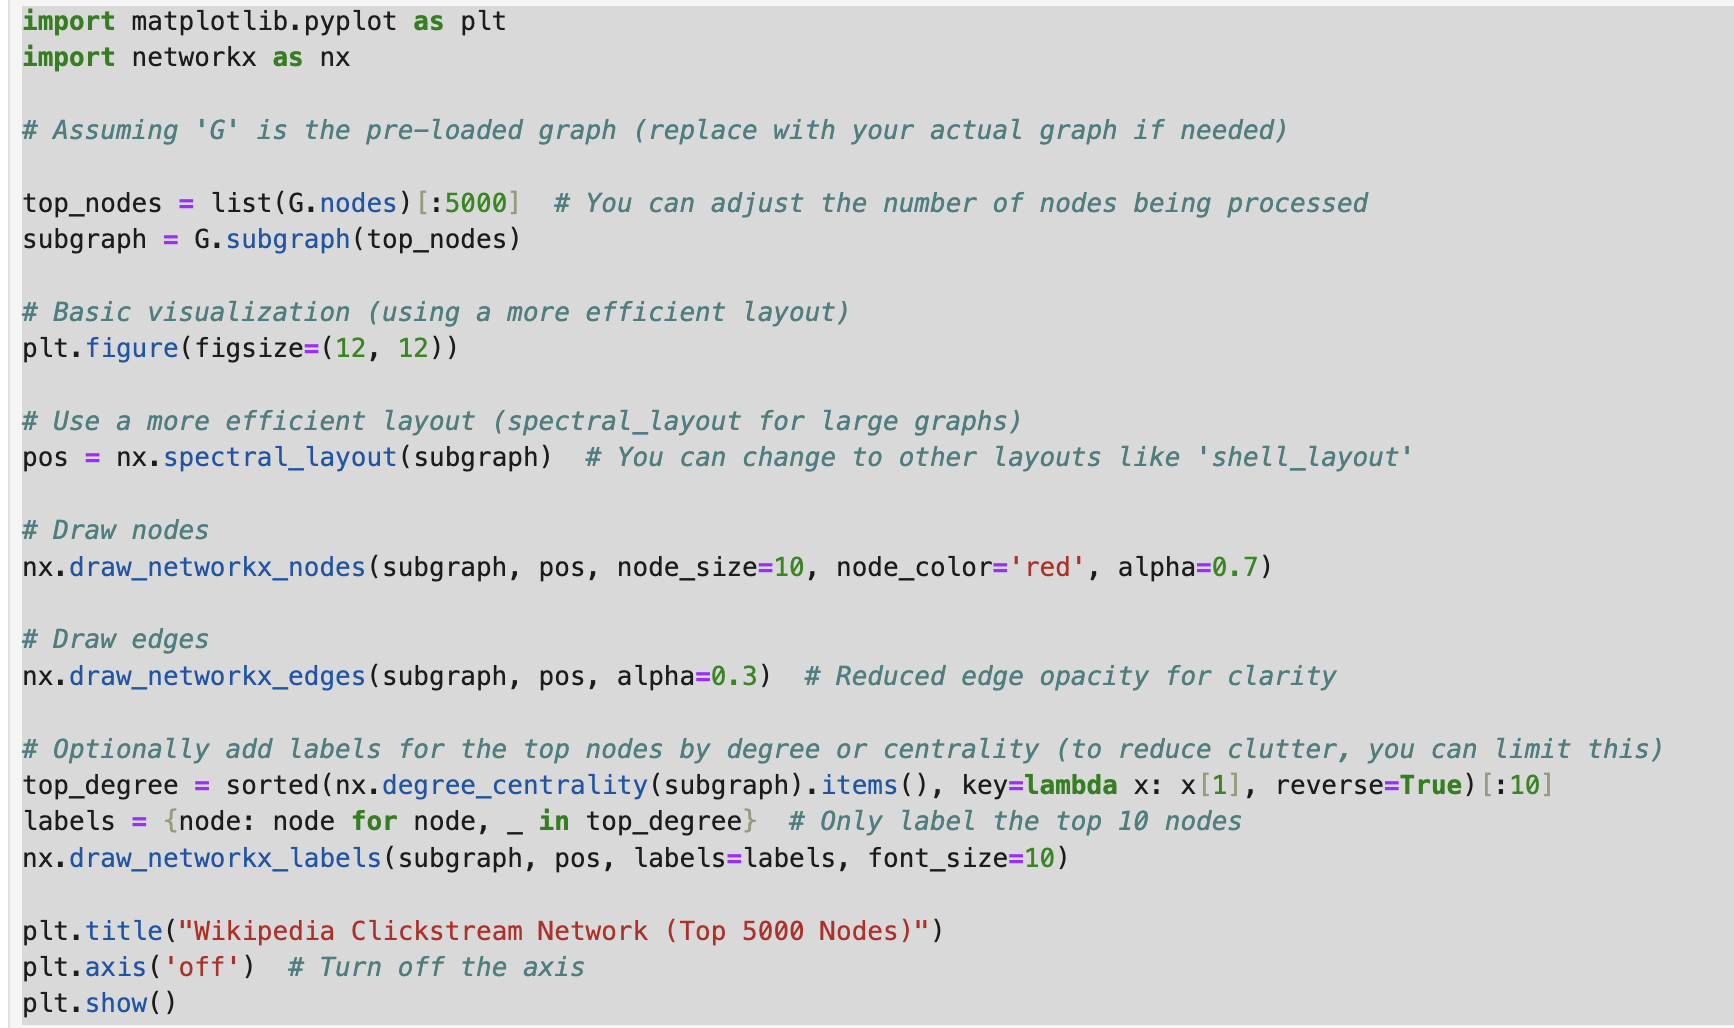 import matplotlib.pyplot as plt
import networkx as nx
# Assuming 'G' is the pre-loaded graph (replace with your actual graph if needed)
top_nodes = list(G.nodes)[:5000]  # You can adjust the number of nodes being processed
subgraph = G.subgraph(top_nodes)
# Basic visualization (using a more efficient layout)
plt.figure(figsize=(12, 12))
# Use a more efficient layout (spectral_layout for large graphs)
pos = nx.spectral_layout(subgraph)  # You can change to other layouts like 'shell_layout'
# Draw nodes
nx.draw_networkx_nodes(subgraph, pos, node_size=10, node_color='red', alpha=0.7)
# Draw edges
nx.draw_networkx_edges(subgraph, pos, alpha=0.3)  # Reduced edge opacity for clarity
# Optionally add labels for the top nodes by degree or centrality (to reduce clutter, you can limit this)
top_degree = sorted(nx.degree_centrality(subgraph).items(), key=lambda x: x[1], reverse=True)[:10]
labels = {node: node for node, _ in top_degree}  # Only label the top 10 nodes
nx.draw_networkx_labels(subgraph, pos, labels=labels, font_size=10)
plt.title("Wikipedia Clickstream Network (Top 5000 Nodes)")
plt.axis('off')  # Turn off the axis
plt.show()